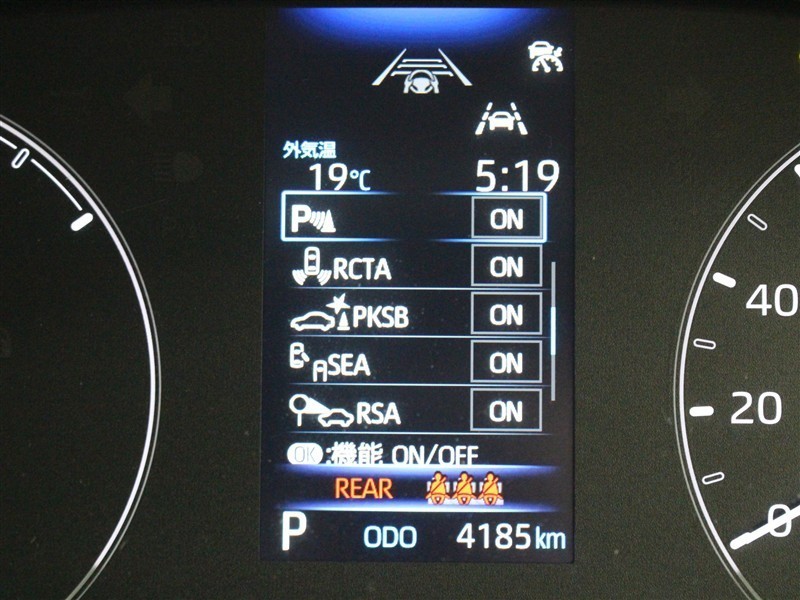 外気温
19℃ 5:19
P ON
RCTA ON
PKSB ON
SEA ON
RSA ON
OK:機能 ON/OFF
REAR
P ODO 4185km
40
20
0